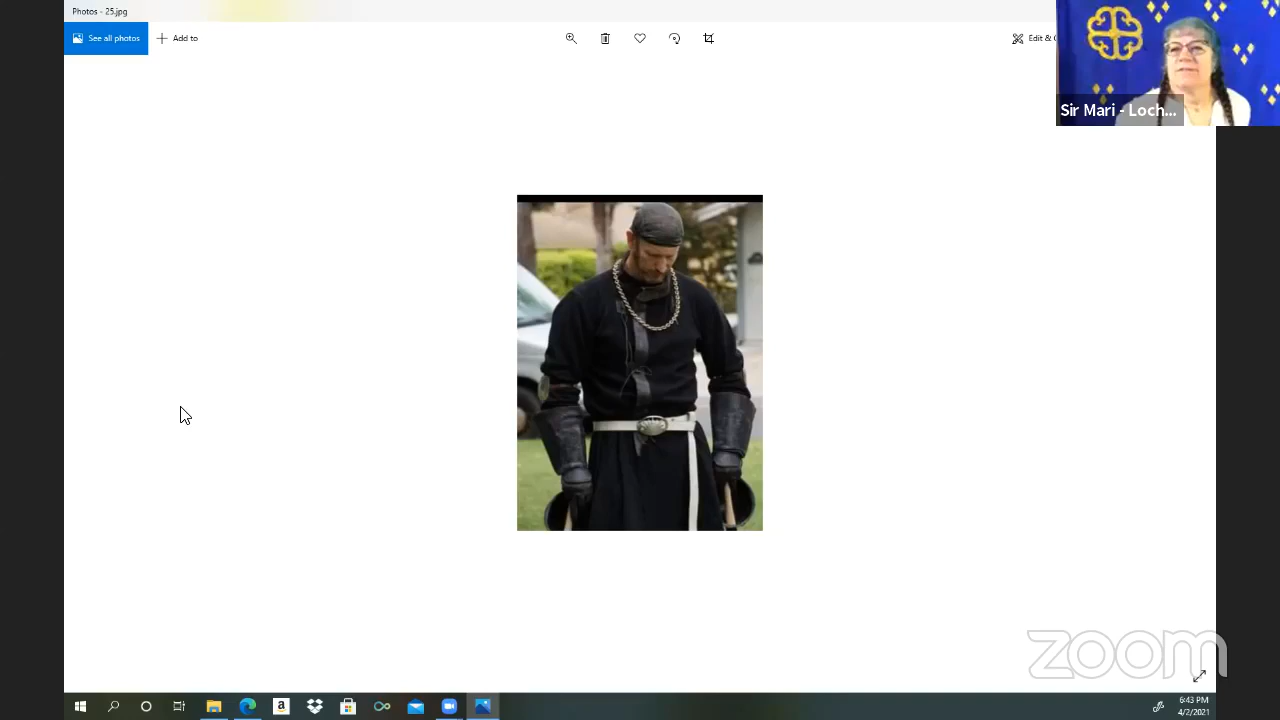 Photos - 25.jpg
See all photos
Add to
Edit & C
Sir Mari - Loch...
zoom
a
6:43 PM
4/2/2021